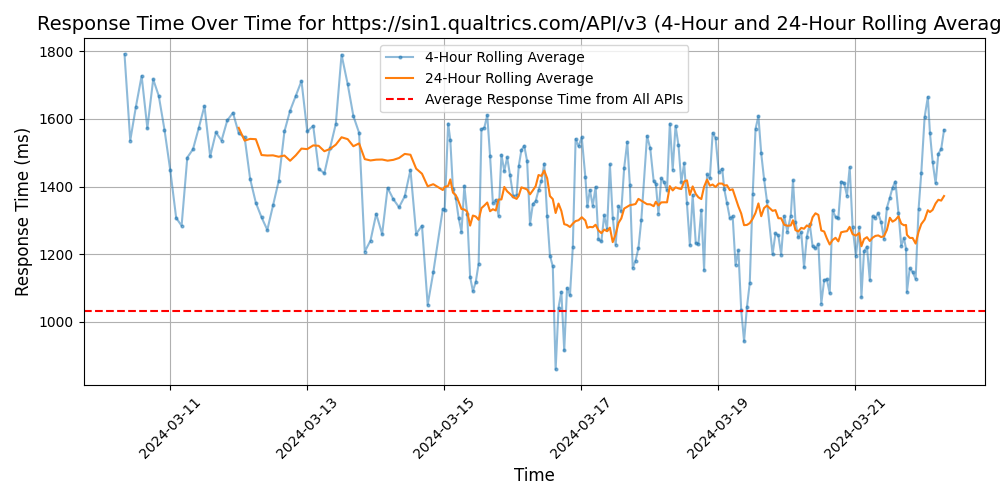 Response Time Over Time for https://sin1.qualtrics.com/API/v3 (4-Hour and 24-Hour Rolling Averag
4-Hour Rolling Average
24-Hour Rolling Average
Average Response Time from All APIs
Response Time (ms)
1800
1600
1400
1200
1000
2024-03-11
2024-03-13
2024-03-15
2024-03-17
2024-03-19
2024-03-21
Time